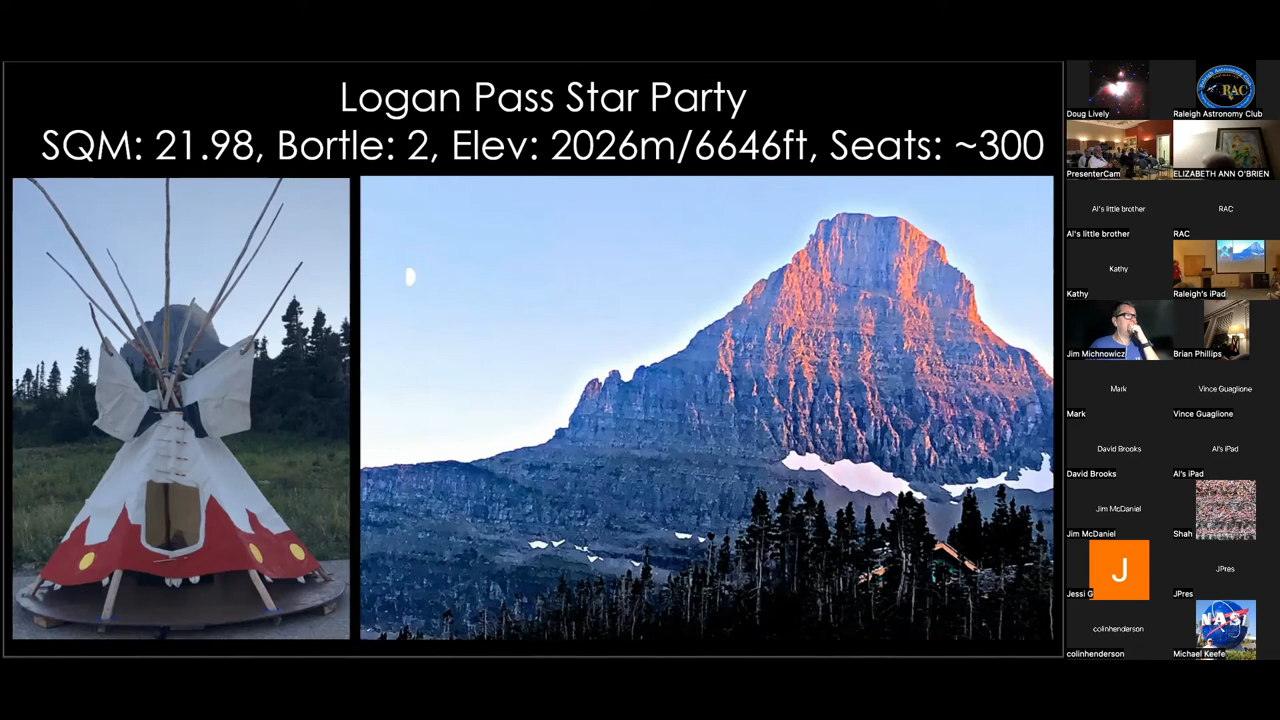 Logan Pass Star Party
SQM: 21.98, Bortle: 2, Elev: 2026m/6646ft, Seats: ~300
Doug Lively
RAC
Raleigh Astronomy Club
PresenterCam
ELIZABETH ANN O'BRIEN
Al's little brother
Al's little brother
RAC
RAC
Kathy
Kathy
Raleigh's iPad
Jim Michnowicz
Brian Phillips
Mark
Mark
Vince Guaglione
Vince Guaglione
David Brooks
David Brooks
Al's iPad
Al's iPad
Jim McDaniel
Jim McDaniel
Shah
J
Jessi G
JPres
JPres
colinhenderson
colinhenderson
NAS
Michael Keefe